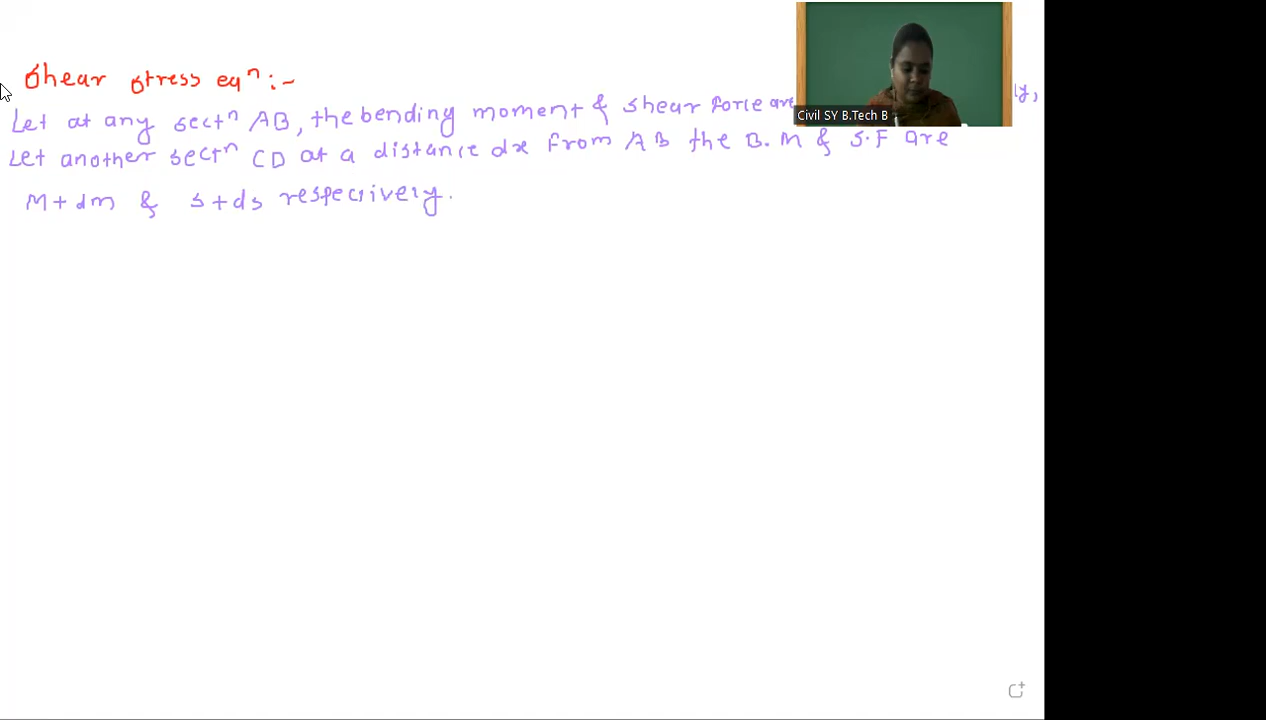 Shear stress eqⁿ :-
Let at any sectⁿ AB, the bending moment & shear force are ly,
Let another sectⁿ CD at a distance dx from AB the B.M & S.F are
M+dm & s+ds respectively.
Civil SY B.Tech B